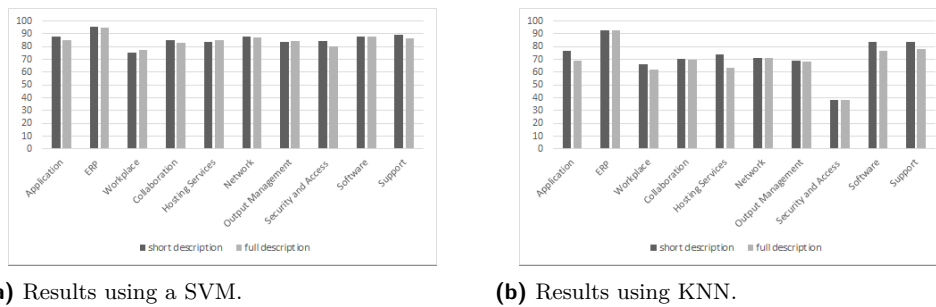 100
90
80
70
60
50
40
30
20
10
0
Application
ERP
Workplace
Collaboration
Hosting Services
Network
Output Management
Security and Access
Software
Support
short description full description
100
90
80
70
60
50
40
30
20
10
0
Application
ERP
Workplace
Collaboration
Hosting Services
Network
Output Management
Security and Access
Software
Support
short description full description
) Results using a SVM.
(b) Results using KNN.